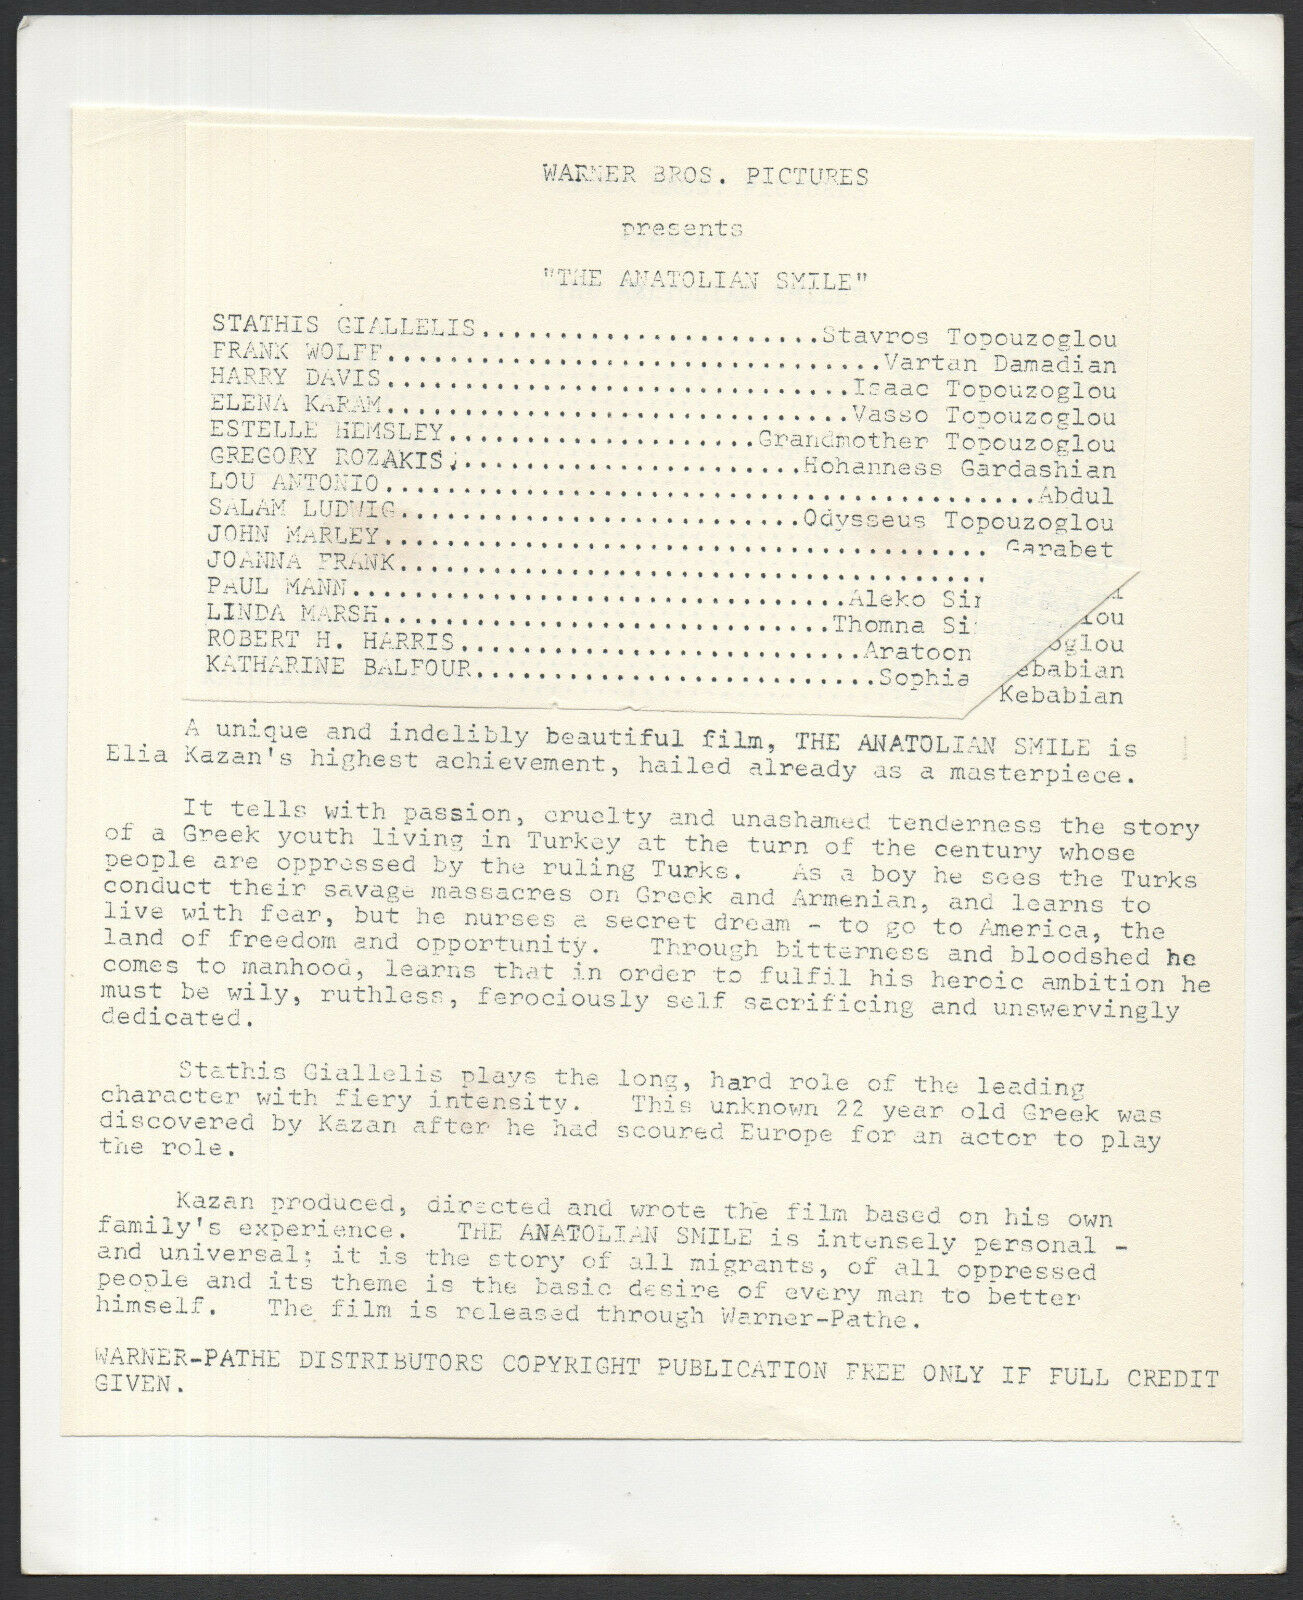 WARNER BROS. PICTURES
presents
"THE ANATOLIAN SMILE"
STATHIS GIALLELIS......................Stavros Topouzoglou
FRANK WOLFF................................Vartan Damadian
HARRY DAVIS..............................Isaac Topouzoglou
ELENA KARAM..............................Vasso Topouzoglou
ESTELLE HEMSLEY....................Grandmother Topouzoglou
GREGORY ROZAKIS.......................Hohanness Gardashian
LOU ANTONIO..........................................Abdul
SALAM LUDWIG..........................Odysseus Topouzoglou
JOHN MARLEY........................................Garabet
JOANNA FRANK......................................
PAUL MANN................................Aleko
LINDA MARSH.............................Thomna
ROBERT H. HARRIS..........................Aratoon
KATHARINE BALFOUR..........................Sophia Kebabian
A unique and indelibly beautiful film, THE ANATOLIAN SMILE is
Elia Kazan's highest achievement, hailed already as a masterpiece.
It tells with passion, cruelty and unashamed tenderness the story
of a Greek youth living in Turkey at the turn of the century whose
people are oppressed by the ruling Turks. As a boy he sees the Turks
conduct their savage massacres on Greek and Armenian, and learns to
live with fear, but he nurses a secret dream - to go to America, the
land of freedom and opportunity. Through bitterness and bloodshed he
comes to manhood, learns that in order to fulfil his heroic ambition he
must be wily, ruthless, ferociously self sacrificing and unswervingly
dedicated.
Stathis Giallelis plays the long, hard role of the leading
character with fiery intensity. This unknown 22 year old Greek was
discovered by Kazan after he had scoured Europe for an actor to play
the role.
Kazan produced, directed and wrote the film based on his own
family's experience. THE ANATOLIAN SMILE is intensely personal -
and universal; it is the story of all migrants, of all oppressed
people and its theme is the basic desire of every man to better
himself. The film is released through Warner-Pathe.
WARNER-PATHE DISTRIBUTORS COPYRIGHT PUBLICATION FREE ONLY IF FULL CREDIT
GIVEN.